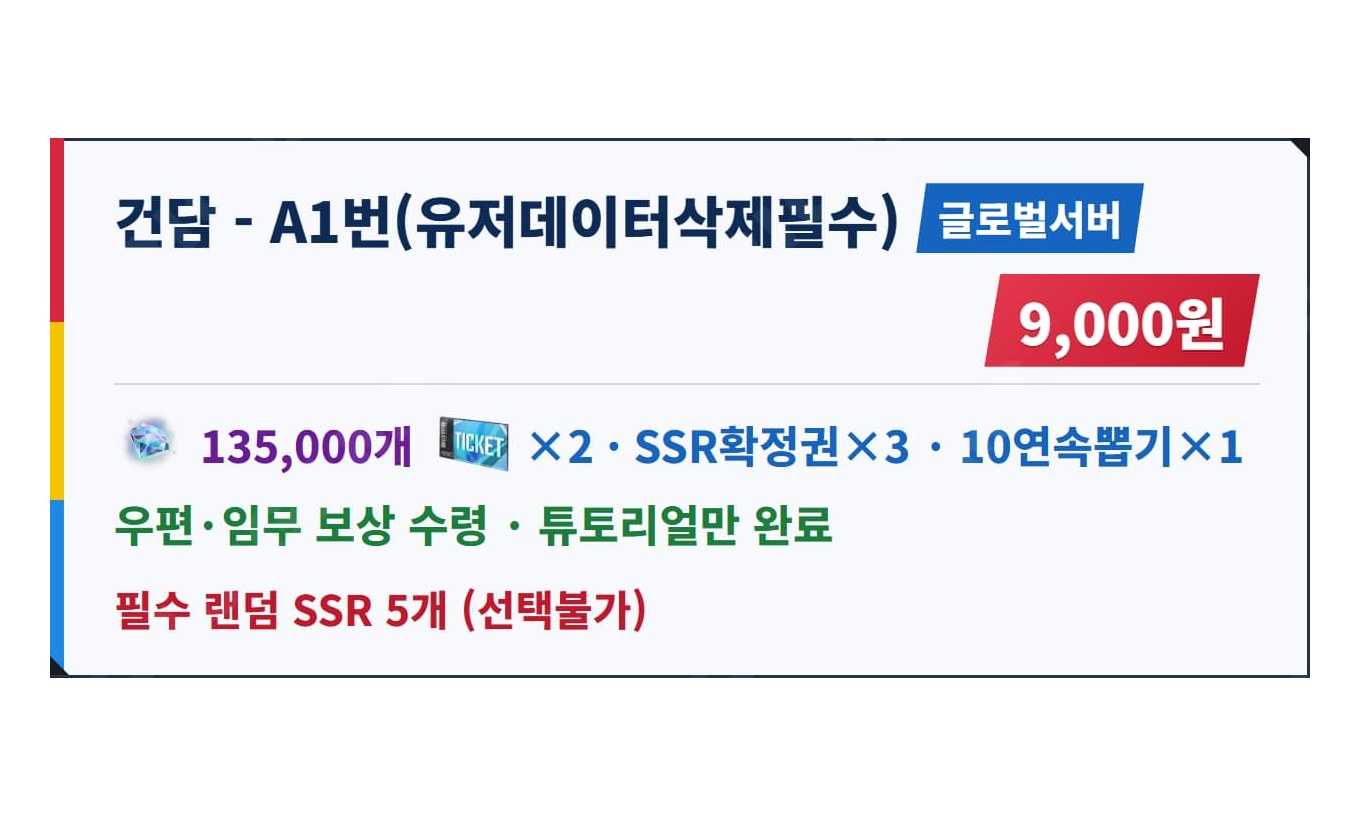 건담 - A1번(유저데이터삭제필수) 글로벌서버
9,000원
135,000개 TICKET ×2 · SSR확정권×3 · 10연속뽑기×1
우편·임무 보상 수령 · 튜토리얼만 완료
필수 랜덤 SSR 5개 (선택불가)